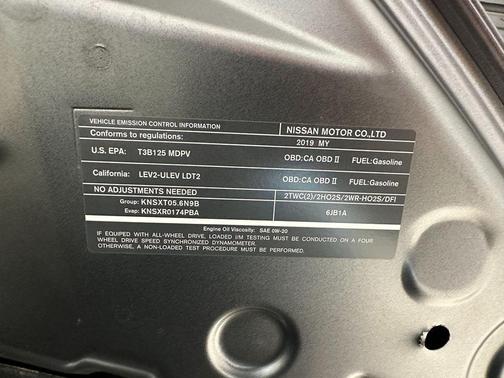 VEHICLE EMISSION CONTROL INFORMATION NISSAN MOTOR CO.,LTD
Conforms to regulations: 2019 MY
U.S. EPA: T3B125 MDPV OBD:CA OBD II FUEL:Gasoline
California: LEV2-ULEV LDT2 OBD:CA OBD II FUEL:Gasoline
NO ADJUSTMENTS NEEDED 2TWC(2)/2HO2S/2WR-HO2S/DFI
Group: KNSXT05.6N9B
Evap: KNSXR0174PBA 6JB1A
Engine Oil Viscosity: SAE 0W-20
IF EQUIPPED WITH ALL-WHEEL DRIVE, LOADED I/M TESTING MUST BE CONDUCTED ON A FOUR
WHEEL DRIVE SPEED SYNCHRONIZED DYNAMOMETER.
OTHERWISE, A NON-LOADED TEST PROCEDURE MUST BE PERFORMED.